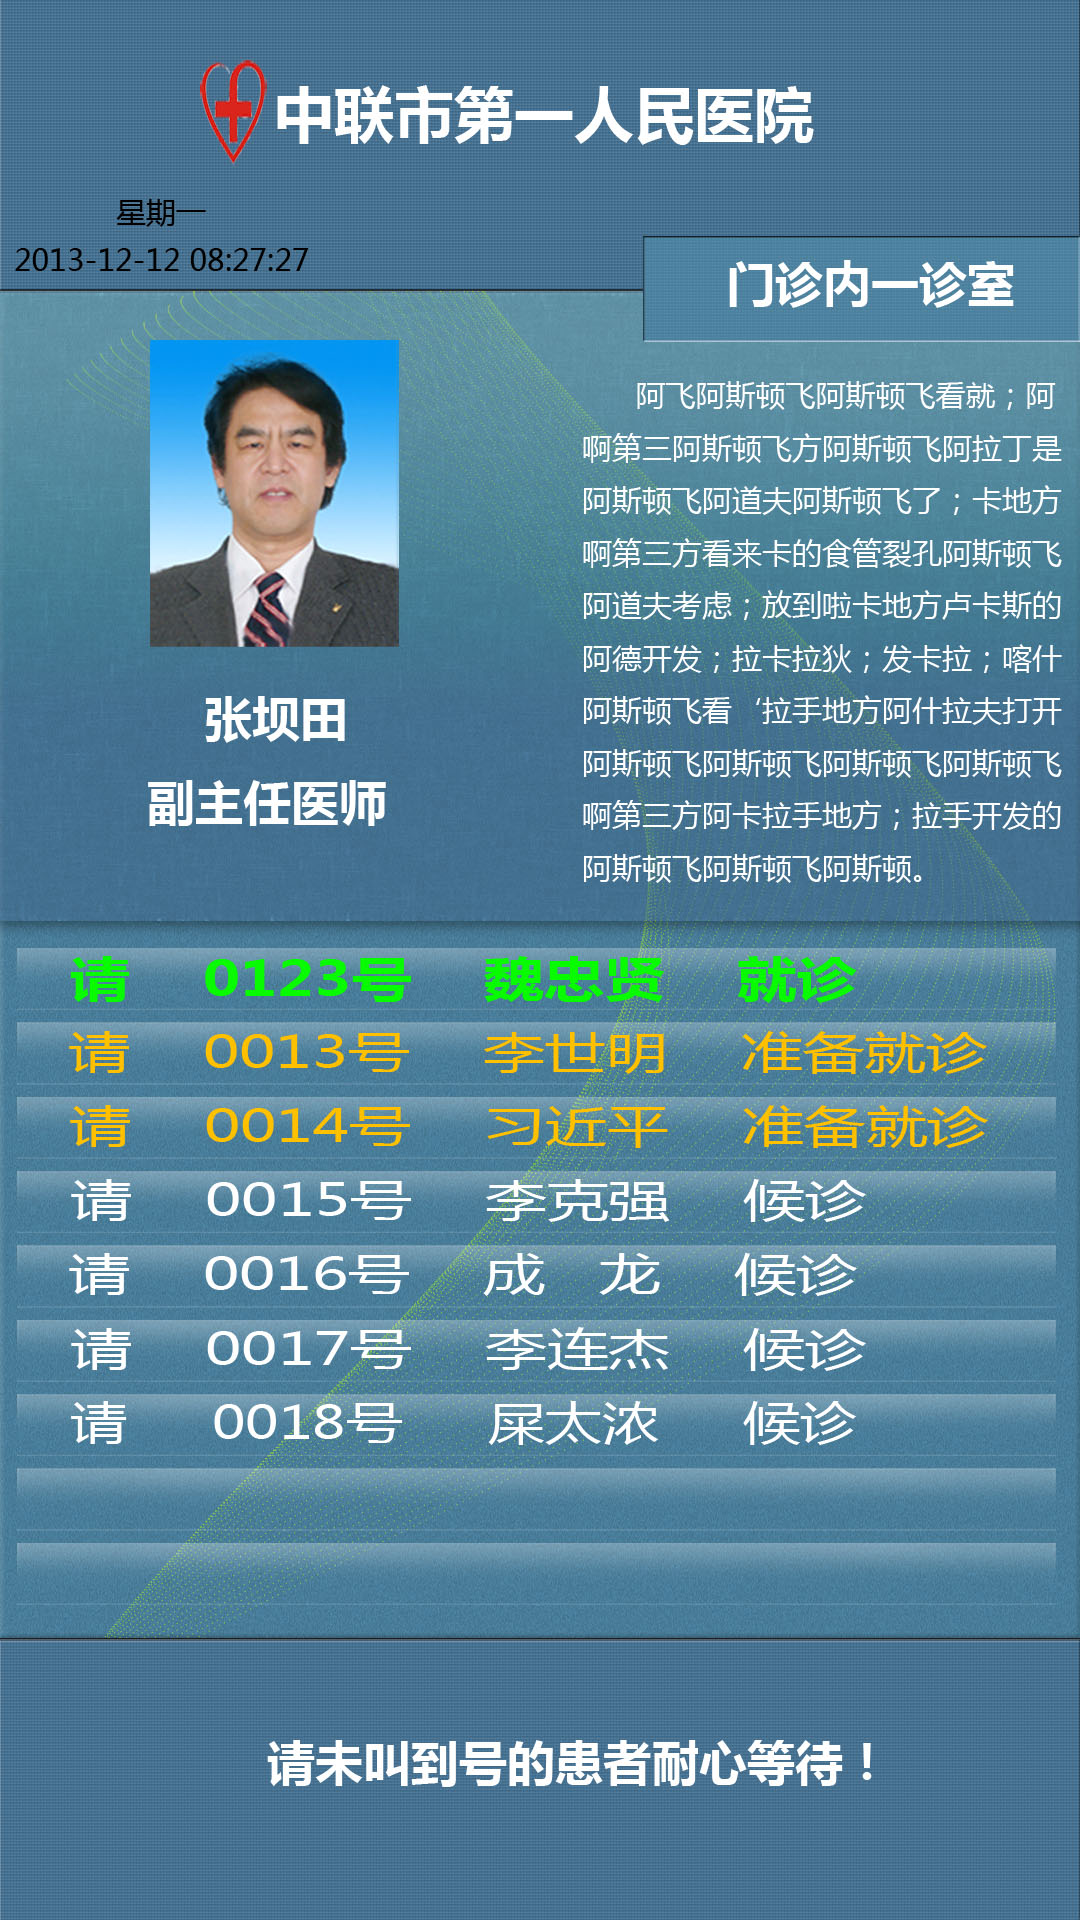 中联市第一人民医院
星期一
2013-12-12 08:27:27
门诊内一诊室
张坝田
副主任医师
阿飞阿斯顿飞阿斯顿飞看就；阿
啊第三阿斯顿飞方阿斯顿飞阿拉丁是
阿斯顿飞阿道夫阿斯顿飞了；卡地方
啊第三方看来卡的食管裂孔阿斯顿飞
阿道夫考虑；放到啦卡地方卢卡斯的
阿德开发；拉卡拉狄；发卡拉；喀什
阿斯顿飞看‘拉手地方阿什拉夫打开
阿斯顿飞阿斯顿飞阿斯顿飞阿斯顿飞
啊第三方阿卡拉手地方；拉手开发的
阿斯顿飞阿斯顿飞阿斯顿。
请 0123号 魏忠贤 就诊
请 0013号 李世明 准备就诊
请 0014号 习近平 准备就诊
请 0015号 李克强 候诊
请 0016号 成 龙 候诊
请 0017号 李连杰 候诊
请 0018号 屎太浓 候诊
请未叫到号的患者耐心等待！